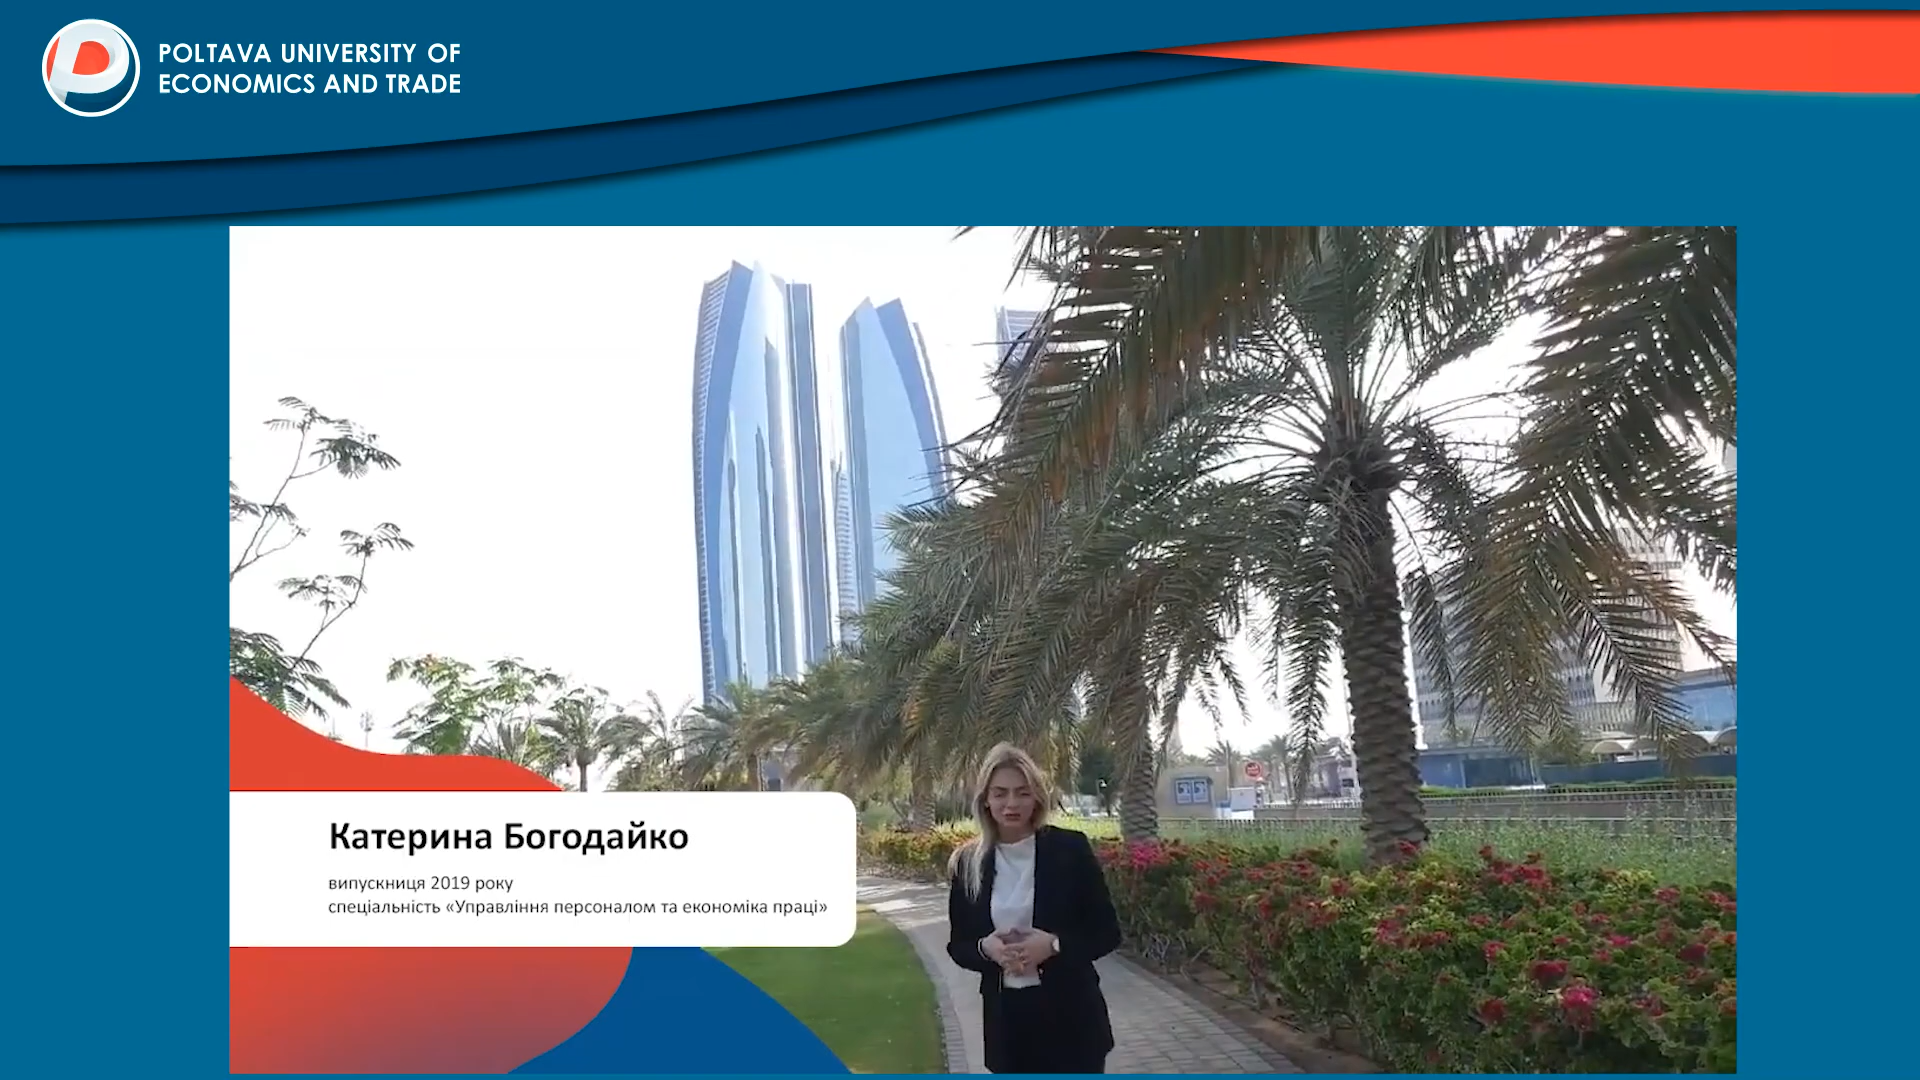 POLTAVA UNIVERSITY OF
ECONOMICS AND TRADE
Катерина Богодайко
випускниця 2019 року
спеціальність «Управління персоналом та економіка праці»